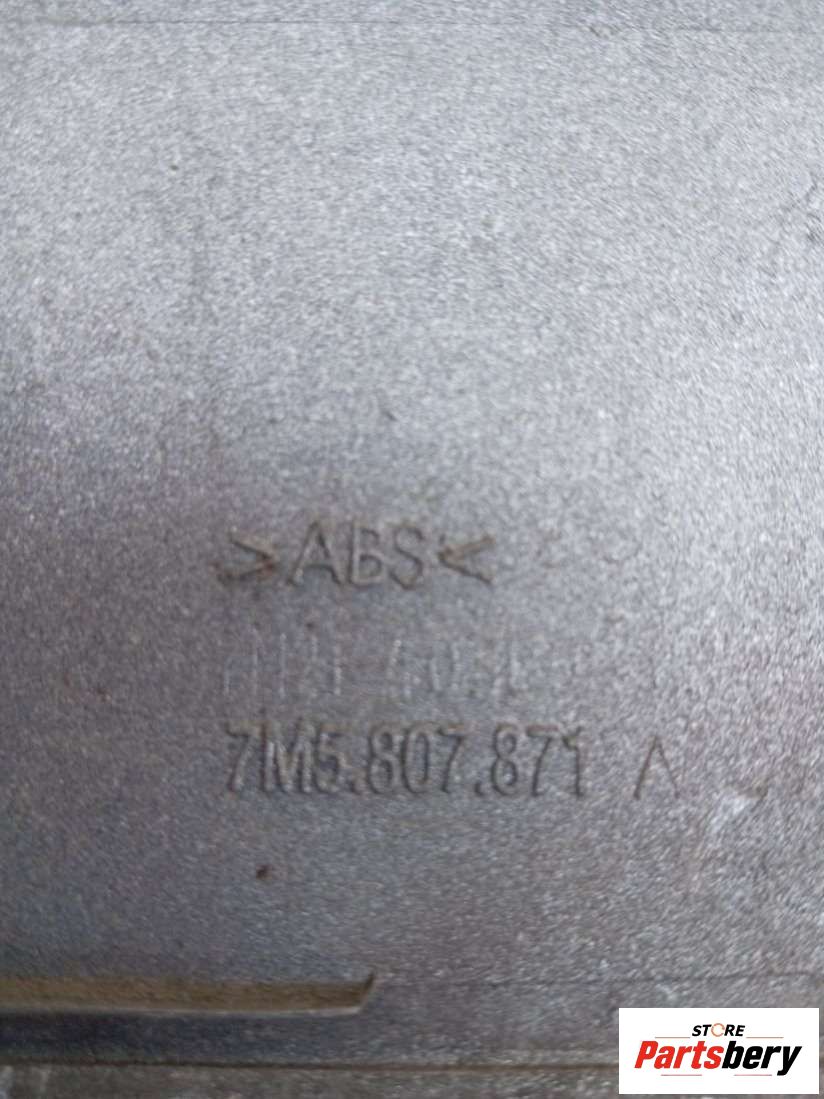 >ABS<
7M5.807.871 A
STORE
Partsbery